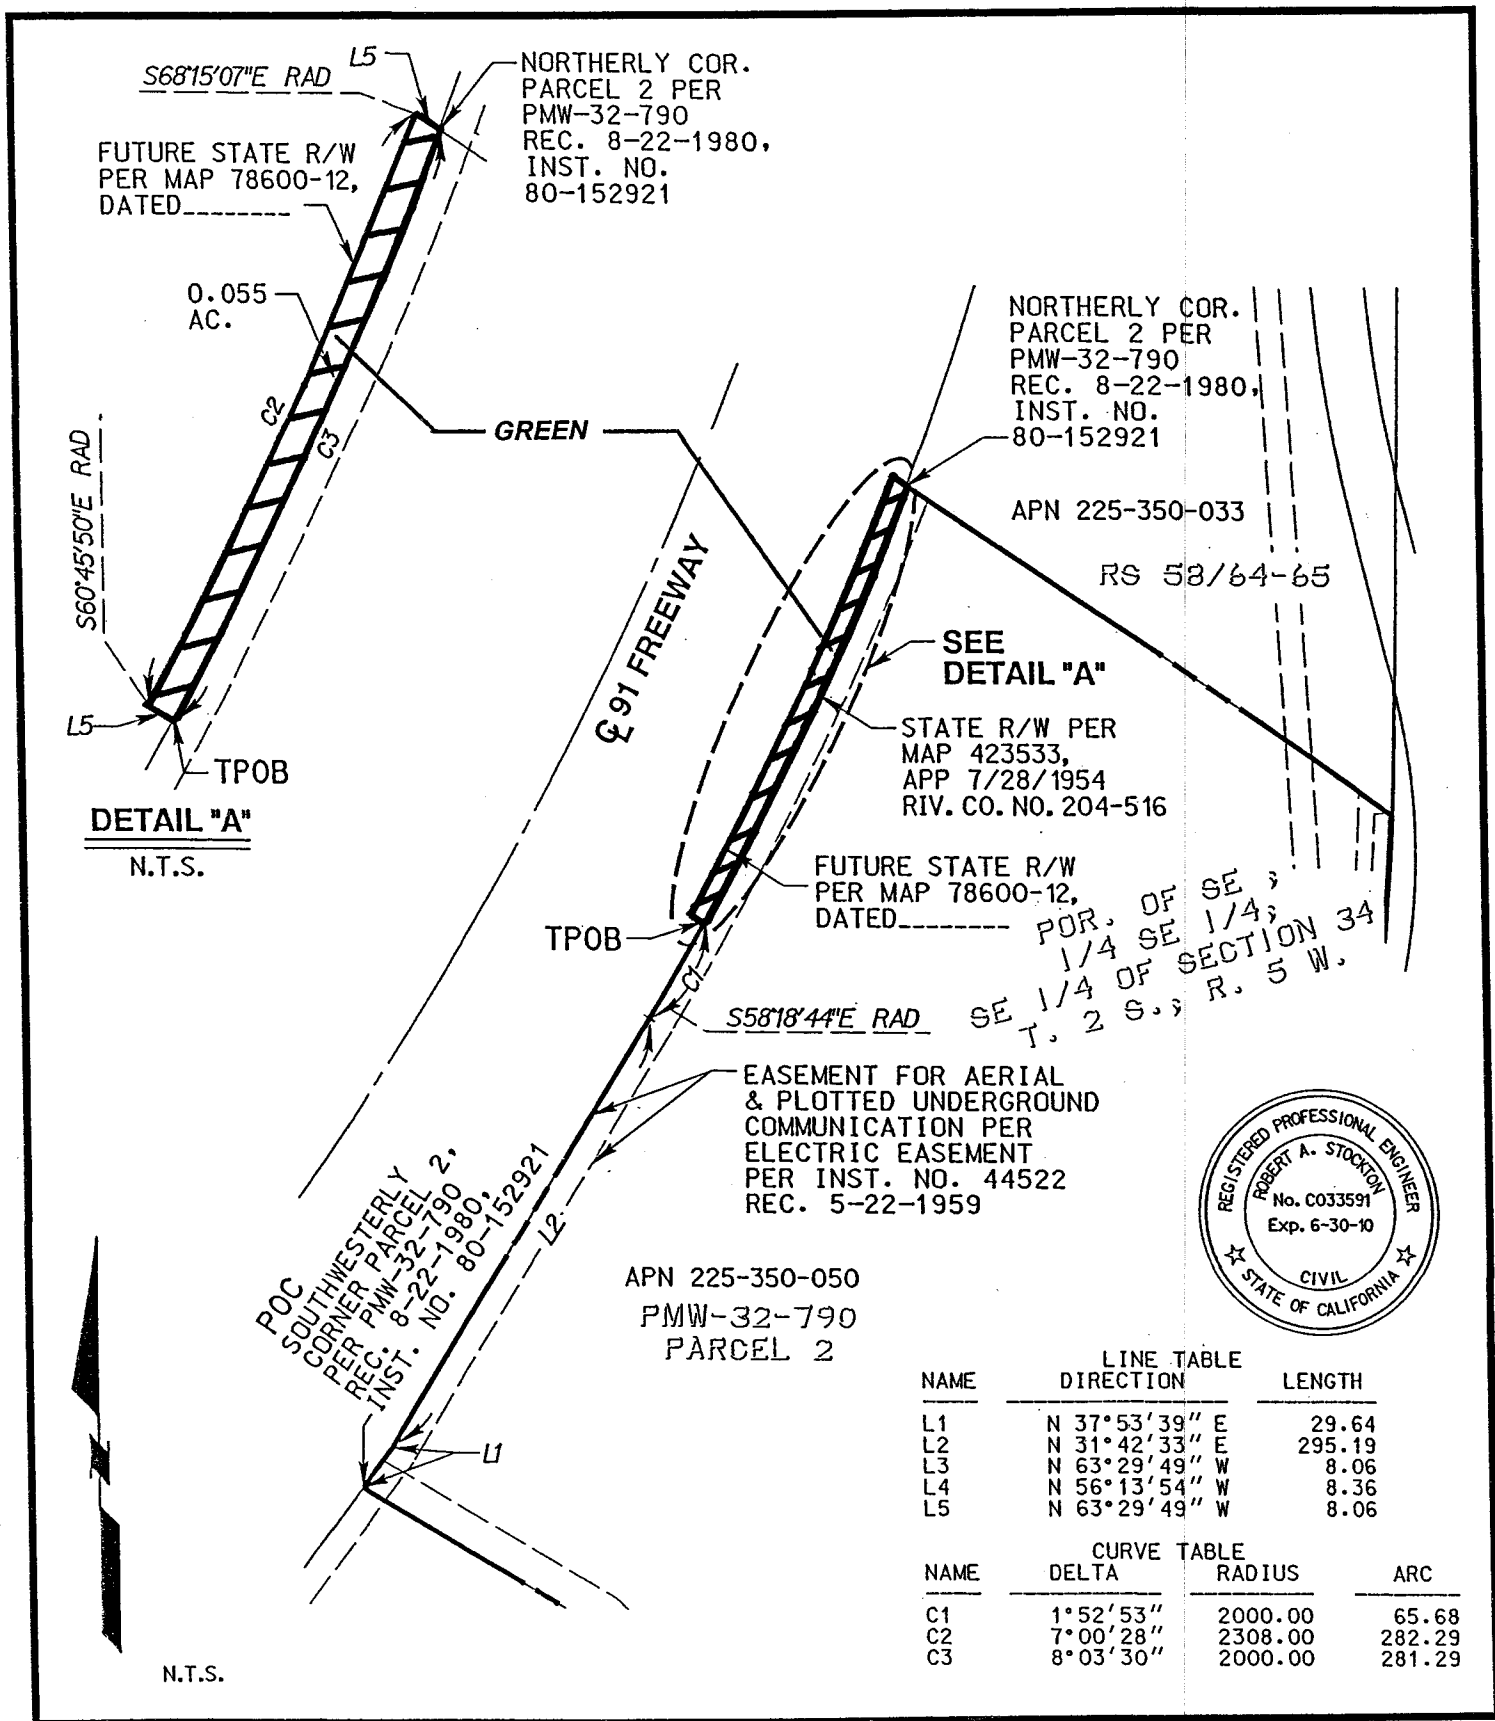 S68°15'07"E RAD
L5
NORTHERLY COR.
PARCEL 2 PER
PMW-32-790
REC. 8-22-1980,
INST. NO.
80-152921
FUTURE STATE R/W
PER MAP 78600-12,
DATED________
0.055
AC.
C2
C3
GREEN
S60°45'50"E RAD
L5
TPOB
DETAIL "A"
N.T.S.
NORTHERLY COR.
PARCEL 2 PER
PMW-32-790
REC. 8-22-1980,
INST. NO.
80-152921
APN 225-350-033
RS 58/64-65
℄ 91 FREEWAY
SEE
DETAIL "A"
STATE R/W PER
MAP 423533,
APP 7/28/1954
RIV. CO. NO. 204-516
FUTURE STATE R/W
PER MAP 78600-12,
DATED________
TPOB
POR. OF SE
1/4 SE 1/4,
SE 1/4 OF SECTION 34
T. 2 S., R. 5 W.
C1
S58°18'44"E RAD
EASEMENT FOR AERIAL
& PLOTTED UNDERGROUND
COMMUNICATION PER
ELECTRIC EASEMENT
PER INST. NO. 44522
REC. 5-22-1959
L2
POC
SOUTHWESTERLY
CORNER PARCEL 2,
PER PMW-32-790
REC. 8-22-1980,
INST. NO. 80-152921
APN 225-350-050
PMW-32-790
PARCEL 2
L1
REGISTERED PROFESSIONAL ENGINEER
ROBERT A. STOCKTON
No. C033591
Exp. 6-30-10
CIVIL
STATE OF CALIFORNIA
LINE TABLE
NAME DIRECTION LENGTH
L1 N 37°53'39" E 29.64
L2 N 31°42'33" E 295.19
L3 N 63°29'49" W 8.06
L4 N 56°13'54" W 8.36
L5 N 63°29'49" W 8.06
CURVE TABLE
NAME DELTA RADIUS ARC
C1 1°52'53" 2000.00 65.68
C2 7°00'28" 2308.00 282.29
C3 8°03'30" 2000.00 281.29
N
N.T.S.